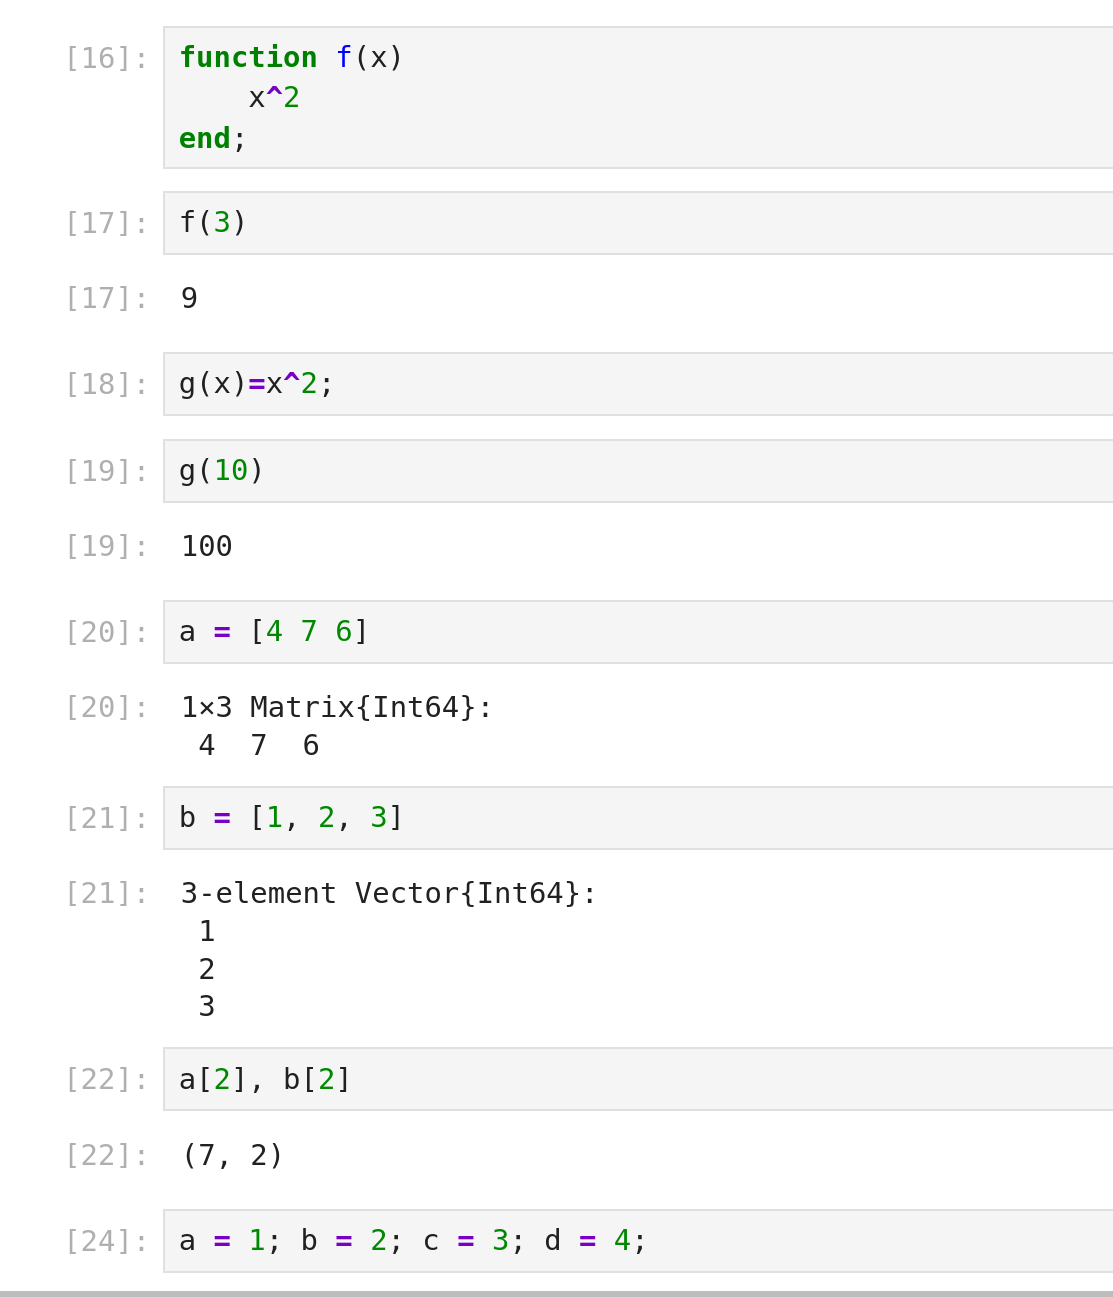 [16]: function f(x)
    x^2
end;
[17]: f(3)
[17]: 9
[18]: g(x)=x^2;
[19]: g(10)
[19]: 100
[20]: a = [4 7 6]
[20]: 1×3 Matrix{Int64}:
 4  7  6
[21]: b = [1, 2, 3]
[21]: 3-element Vector{Int64}:
 1
 2
 3
[22]: a[2], b[2]
[22]: (7, 2)
[24]: a = 1; b = 2; c = 3; d = 4;